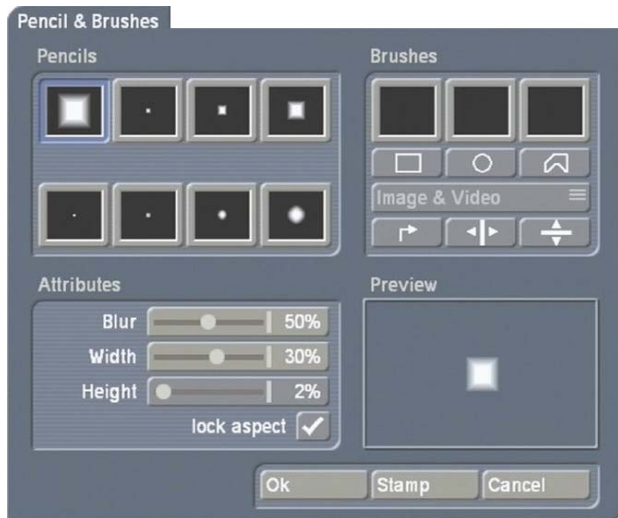 Pencil & Brushes
Pencils
Brushes
Image & Video
Attributes
Blur 50%
Width 30%
Height 2%
lock aspect
Preview
Ok Stamp Cancel